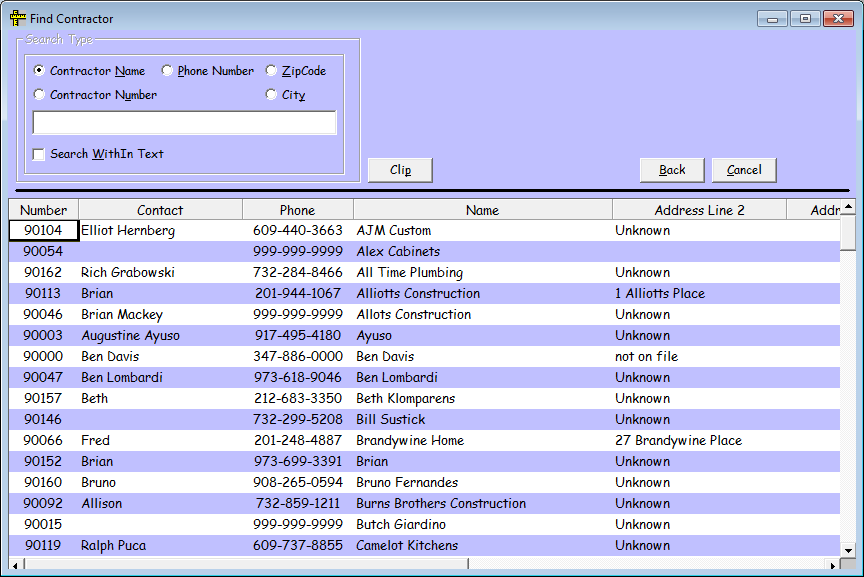 Find Contractor
Search Type
Contractor Name Phone Number ZipCode
Contractor Number City
Search WithIn Text
Clip Back Cancel
Number Contact Phone Name Address Line 2 Addr
90104 Elliot Hernberg 609-440-3663 AJM Custom Unknown
90054 999-999-9999 Alex Cabinets
90162 Rich Grabowski 732-284-8466 All Time Plumbing Unknown
90113 Brian 201-944-1067 Alliotts Construction 1 Alliotts Place
90046 Brian Mackey 999-999-9999 Allots Construction Unknown
90003 Augustine Ayuso 917-495-4180 Ayuso Unknown
90000 Ben Davis 347-886-0000 Ben Davis not on file
90047 Ben Lombardi 973-618-9046 Ben Lombardi Unknown
90157 Beth 212-683-3350 Beth Klomparens Unknown
90146 732-299-5208 Bill Sustick Unknown
90066 Fred 201-248-4887 Brandywine Home 27 Brandywine Place
90152 Brian 973-699-3391 Brian Unknown
90160 Bruno 908-265-0594 Bruno Fernandes Unknown
90092 Allison 732-859-1211 Burns Brothers Construction Unknown
90015 999-999-9999 Butch Giardino Unknown
90119 Ralph Puca 609-737-8855 Camelot Kitchens Unknown